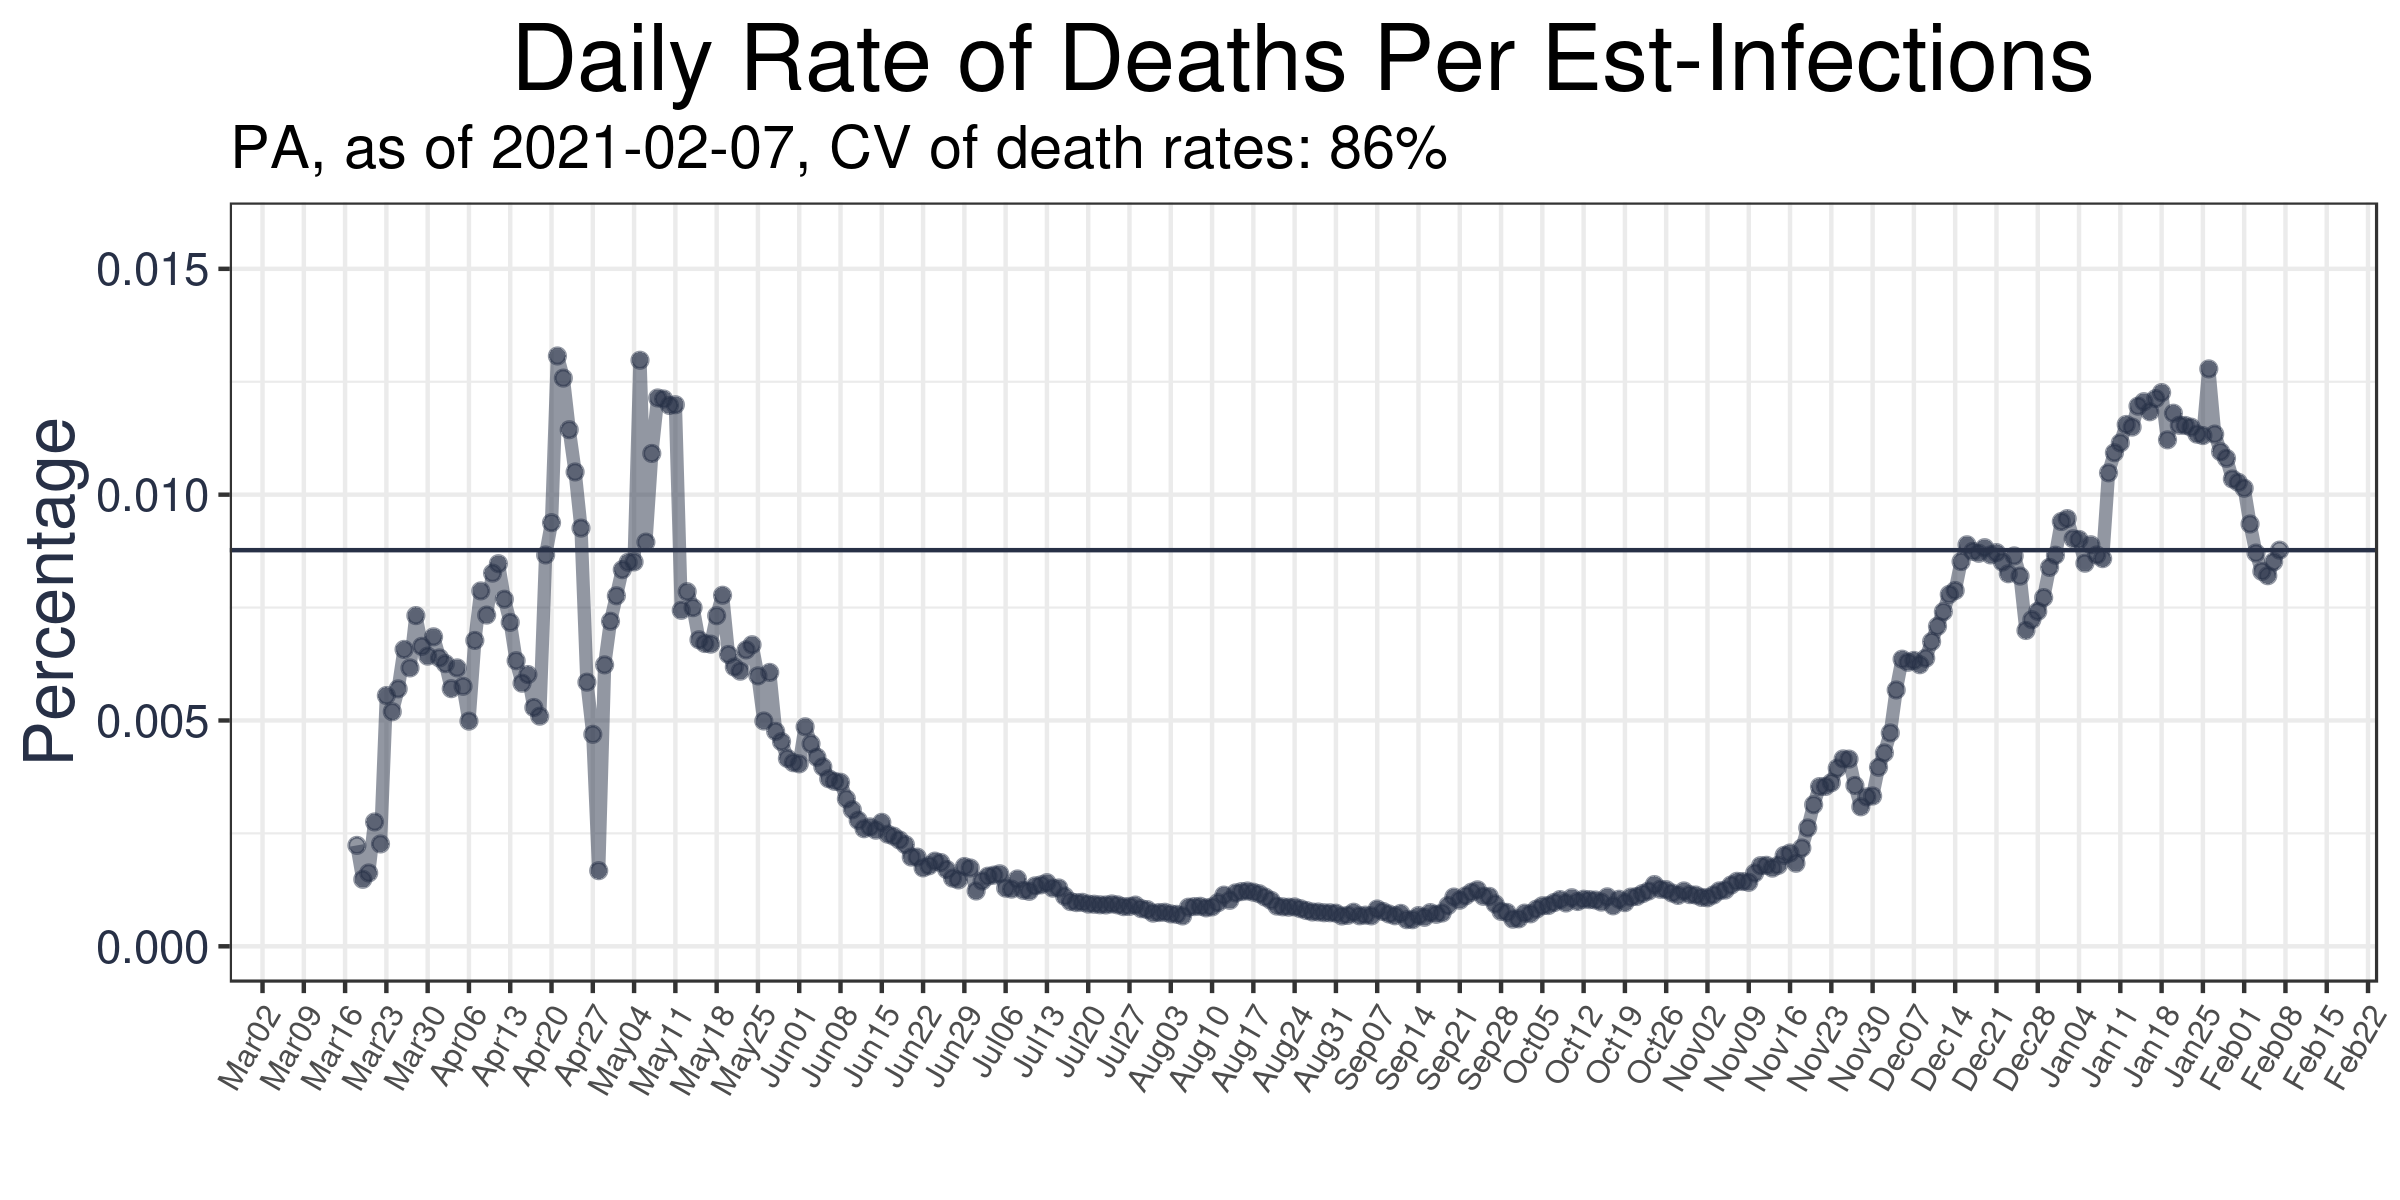 Daily Rate of Deaths Per Est-Infections
PA, as of 2021-02-07, CV of death rates: 86%
Percentage
0.015
0.010
0.005
0.000
Mar02
Mar09
Mar16
Mar23
Mar30
Apr06
Apr13
Apr20
Apr27
May04
May11
May18
May25
Jun01
Jun08
Jun15
Jun22
Jun29
Jul06
Jul13
Jul20
Jul27
Aug03
Aug10
Aug17
Aug24
Aug31
Sep07
Sep14
Sep21
Sep28
Oct05
Oct12
Oct19
Oct26
Nov02
Nov09
Nov16
Nov23
Nov30
Dec07
Dec14
Dec21
Dec28
Jan04
Jan11
Jan18
Jan25
Feb01
Feb08
Feb15
Feb22